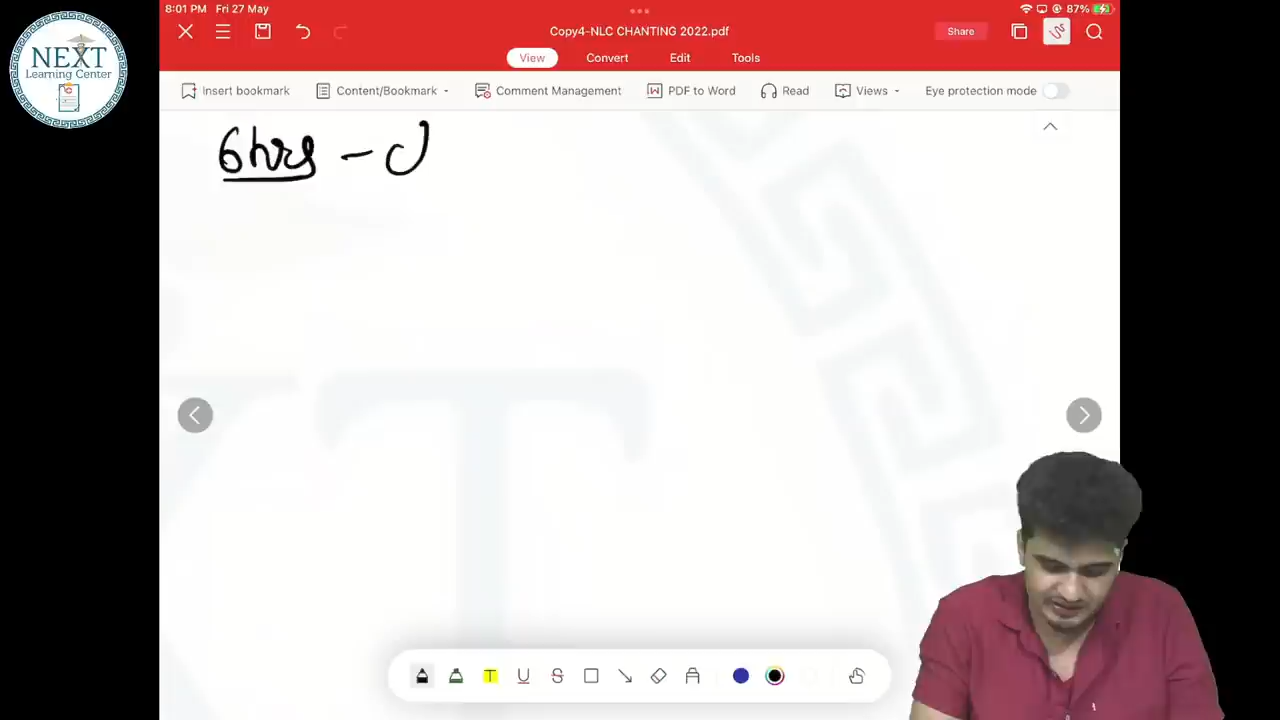 8:01 PM Fri 27 May
87%
Copy4-NLC CHANTING 2022.pdf
Share
View Convert Edit Tools
Insert bookmark Content/Bookmark Comment Management PDF to Word Read Views Eye protection mode
NEXT
Learning Center
6hrs -
T
T U S